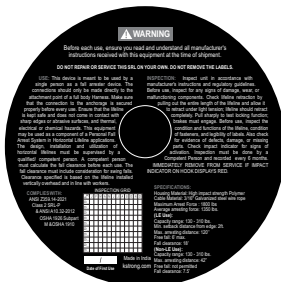 WARNING
Before each use, ensure you read and understand all manufacturer's
instructions received with this equipment at the time of shipment.
DO NOT REPAIR OR SERVICE THIS SRL ON YOUR OWN. DO NOT REMOVE THE LABELS.
USE: This device is meant to be used by a
single person as a fall arrester device. The
connections should only be made directly to the
attachment point of a full body Harness. Make sure
that the connection to the anchorage is secured
properly before every use. Ensure that the lifeline
is kept safe and does not come in contact with
sharp edges or abrasive surfaces, and thermal,
electrical or chemical hazards. This equipment
may be used as a component of a Personal Fall
Arrest System in Horizontal Lifeline applications.
The design, installation and utilization of
horizontal lifelines must be supervised by a
qualified competent person. A competent person
must calculate the fall clearance before each use. The
fall clearance must include consideration for swing falls.
Clearance specified is based on the lifeline installed
vertically overhead and in line with workers.
INSPECTION: Inspect unit in accordance with
manufacturer's instructions and regulatory guidelines.
Before use, inspect for any signs of damage, wear, or
malfunctioning components. Check lifeline retraction by
pulling out the entire length of the lifeline and allow it
to retract under light tension; lifeline should retract
completely. Pull sharply to test locking function;
brakes must engage. Before use, inspect the
condition and functions of the lifeline, condition
of fasteners, and legibility of labels. Also check
for evidence of defects, damage, or missing
parts. Check impact indicator for signs of
activation. Inspection must be done by a
Competent Person and recorded every 6 months.
IMMEDIATELY REMOVE FROM SERVICE IF IMPACT
INDICATOR ON HOOK DISPLAYS RED.
COMPLIES WITH:
ANSI Z359.14-2021
Class 2 SRL-P
& ANSI A10.32-2012
OSHA 1926 Subpart
M & OSHA 1910
INSPECTION GRID
/
Date of First Use
Made in India
kstrong.com
SPECIFICATIONS:
Housing Material: High impact strength Polymer
Cable Material: 3/16" Galvanized steel wire rope
Maximum Arrest Force: 1800 lbs
Average arresting force: 1350 lbs.
(LE Use):
Capacity range: 130 - 310 lbs.
Min. setback distance from edge: 2ft.
Max. arresting distance: 120"
Free fall: 6' max.
Fall clearance: 18'
(Non-LE Use):
Capacity range: 130 - 310 lbs.
Max. arresting distance: 42"
Free fall: not permitted
Fall clearance: 7.5'